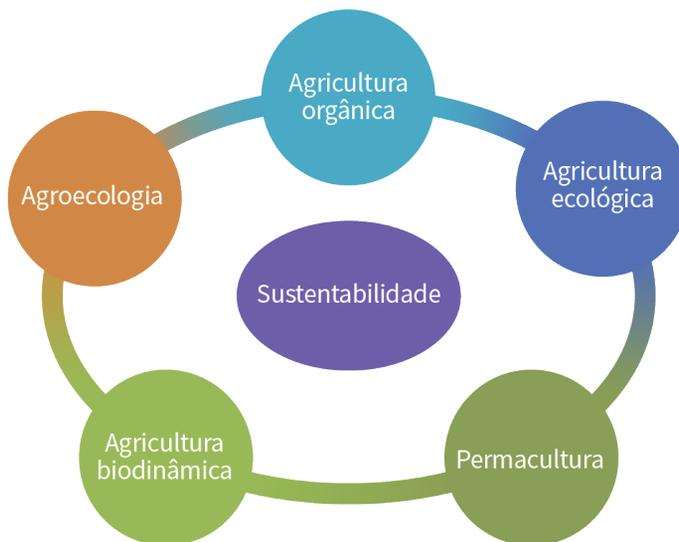 Agricultura
orgânica
Agricultura
ecológica
Agroecologia
Sustentabilidade
Agricultura
biodinâmica
Permacultura